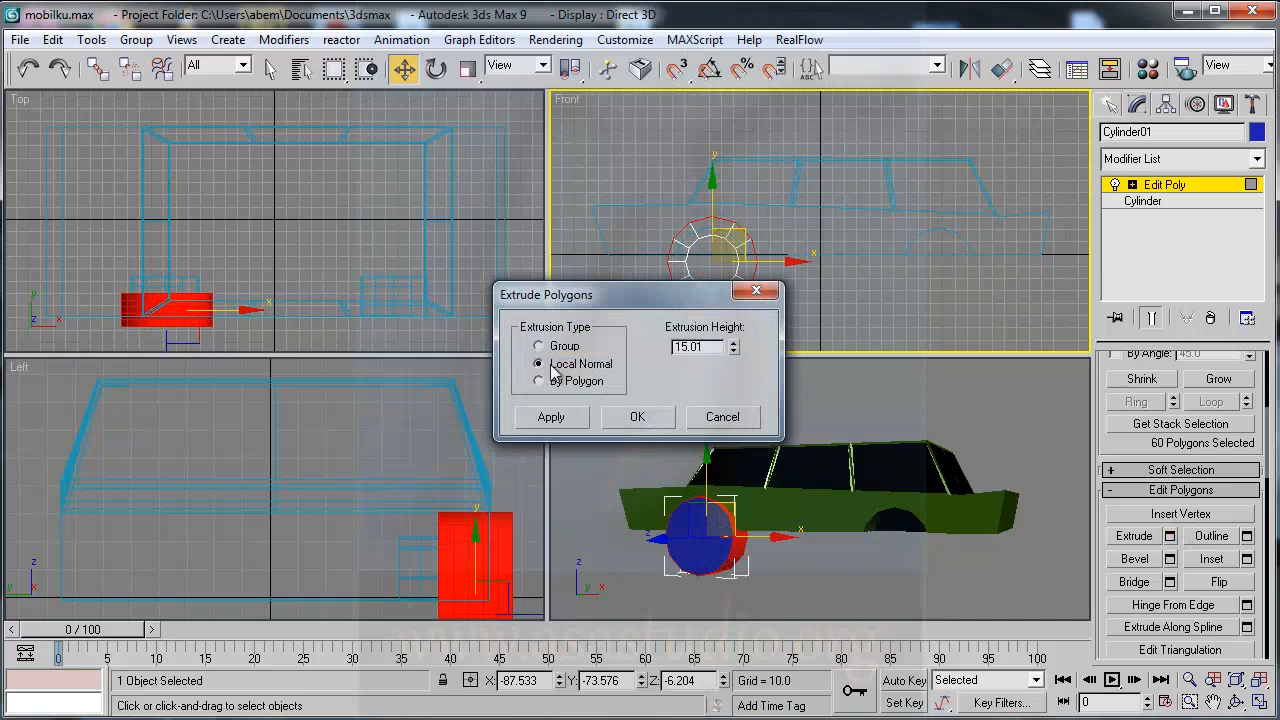 mobilku.max - Project Folder: C:\Users\abem\Documents\3dsmax - Autodesk 3ds Max 9 - Display : Direct 3D
File Edit Tools Group Views Create Modifiers reactor Animation Graph Editors Rendering Customize MAXScript Help RealFlow
All View 3 View
Top
Front
Cylinder01
Modifier List
Edit Poly
Cylinder
y
x
y
x
y
z x
Extrude Polygons
Extrusion Type
Extrusion Height:
Group
15.01
Local Normal
By Polygon
Apply OK Cancel
Left
By Angle: 45.0
Shrink Grow
Ring Loop
Get Stack Selection
60 Polygons Selected
+ Soft Selection
- Edit Polygons
Insert Vertex
Extrude Outline
Bevel Inset
Bridge Flip
Hinge From Edge
Extrude Along Spline
Edit Triangulation
y
z x
z
y x
z
y x
< 0 / 100 >
0 5 10 15 20 25 30 35 40 45 50 55 60 65 70 75 80 85 90 95 100
1 Object Selected X: -87.533 Y: -73.576 Z: -6.204 Grid = 10.0 Auto Key Selected
Click or click-and-drag to select objects Add Time Tag Set Key Key Filters... 0